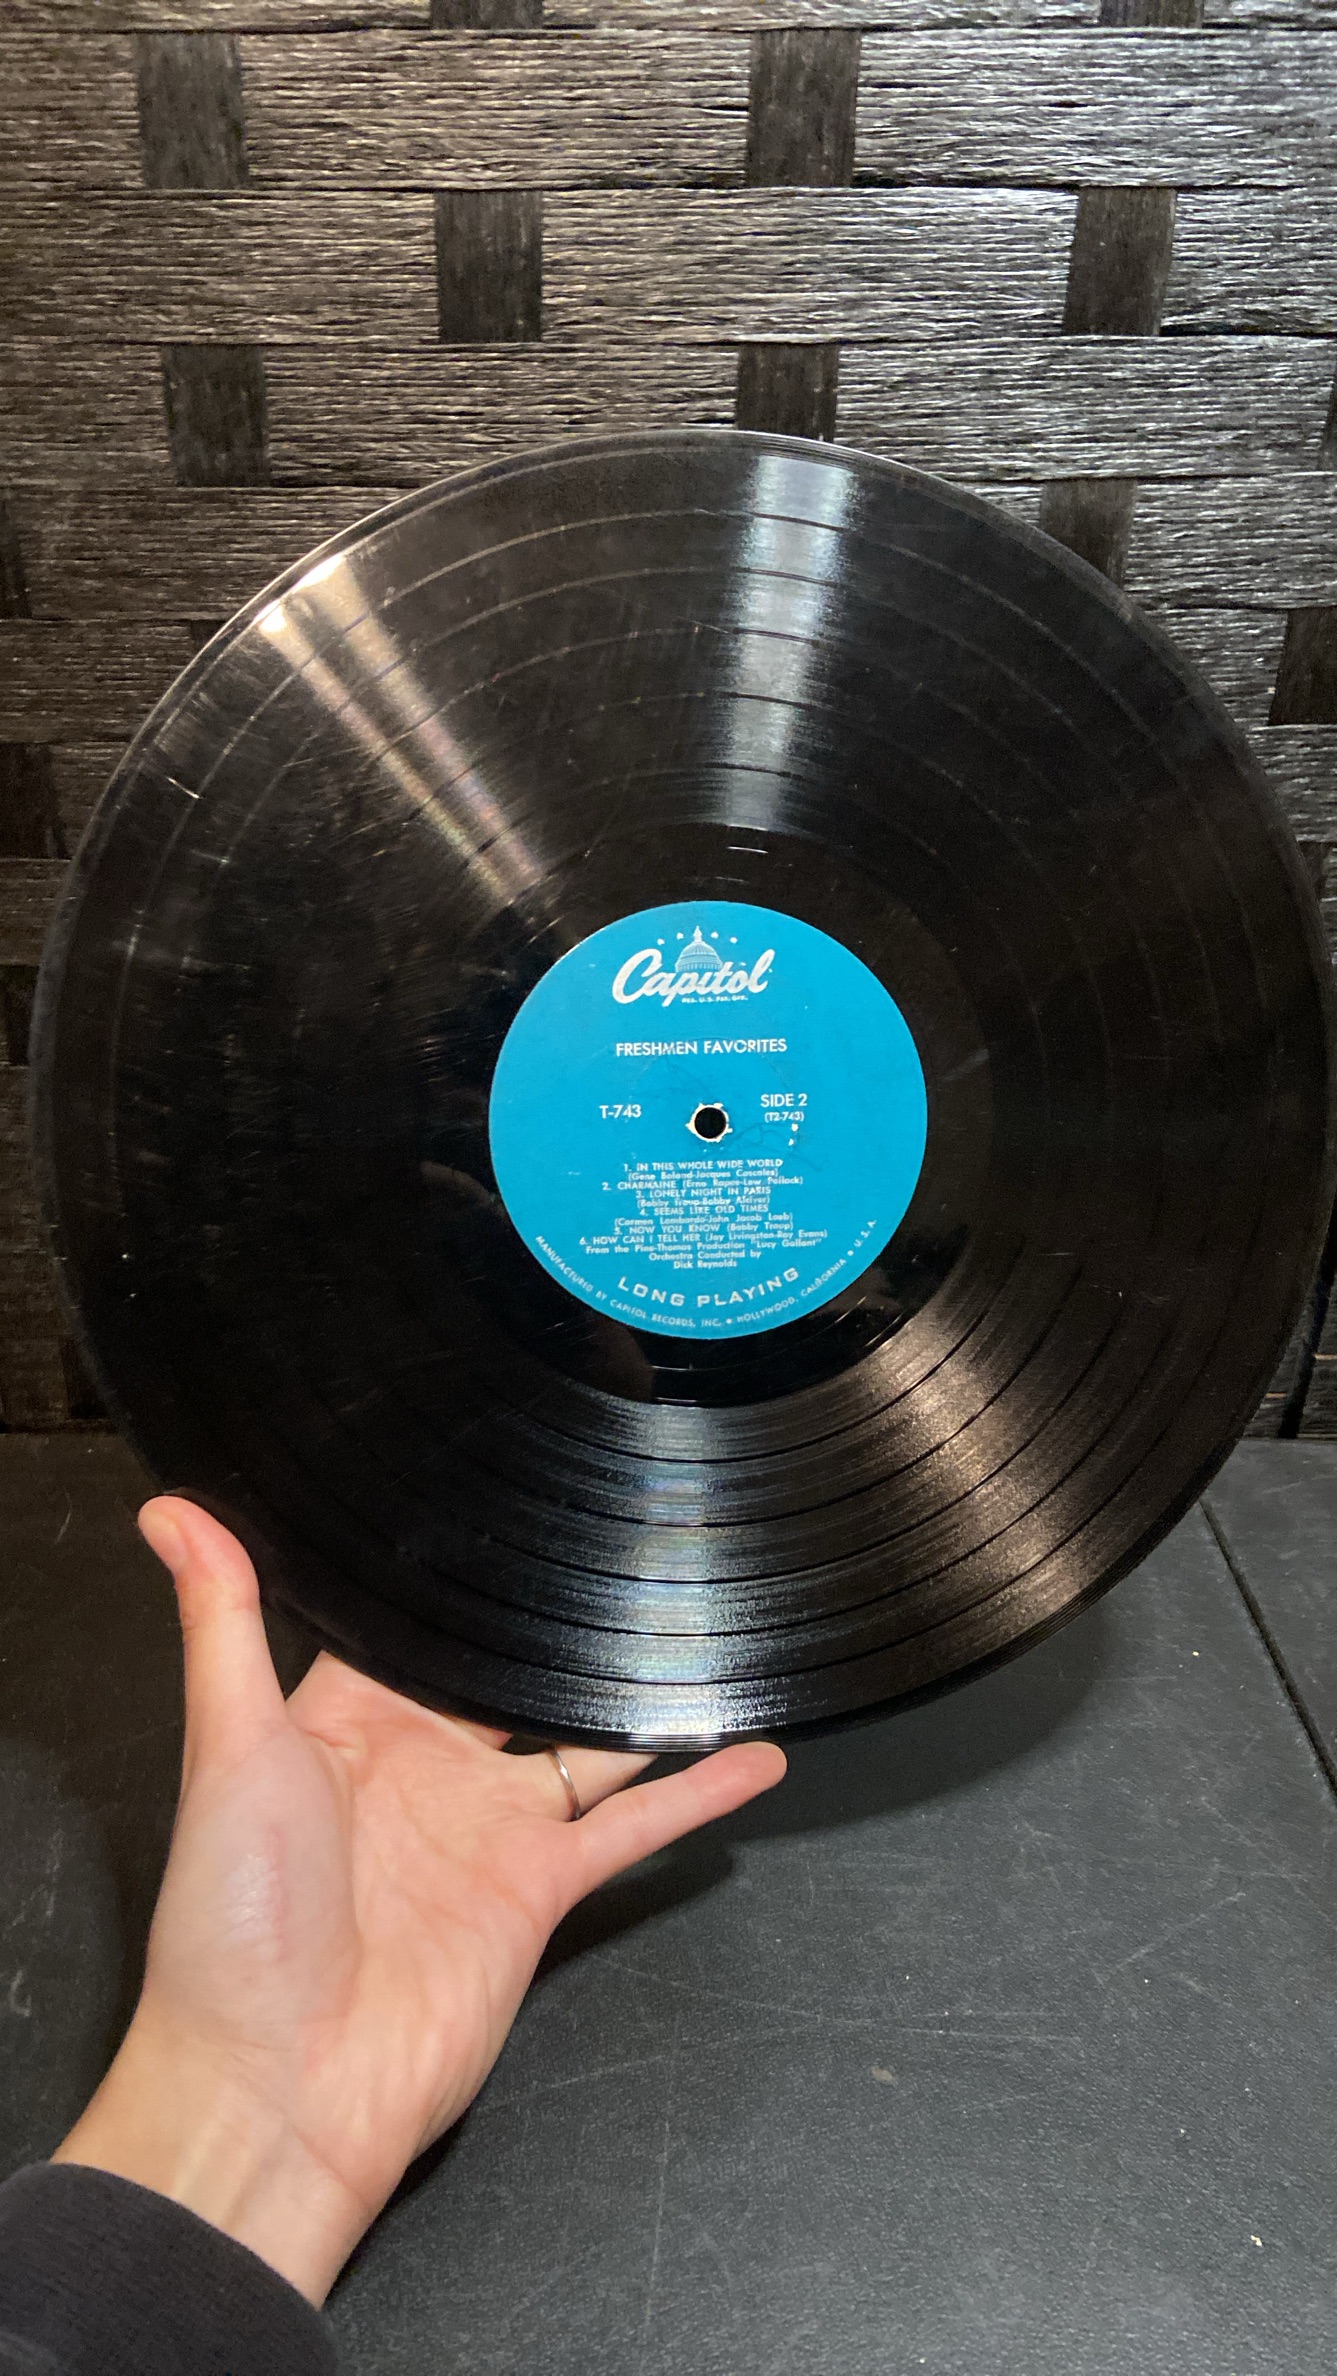 Capitol
REG. U.S. PAT. OFF.
FRESHMEN FAVORITES
T-743
SIDE 2
(T2-743)
1. IN THIS WHOLE WIDE WORLD
(Gene Boland-Jacques Cascales)
2. CHARMAINE (Erno Rapee-Lew Pollack)
3. LONELY NIGHT IN PARIS
(Bobby Troup-Bobby Alciver)
4. SEEMS LIKE OLD TIMES
(Carmen Lombardo-John Jacob Loeb)
5. NOW YOU KNOW (Bobby Troup)
6. HOW CAN I TELL HER (Jay Livingston-Ray Evans)
From the Pine-Thomas Production "Lucy Gallant"
Orchestra Conducted by
Dick Reynolds
LONG PLAYING
MANUFACTURED BY CAPITOL RECORDS, INC. • HOLLYWOOD, CALIFORNIA • U.S.A.